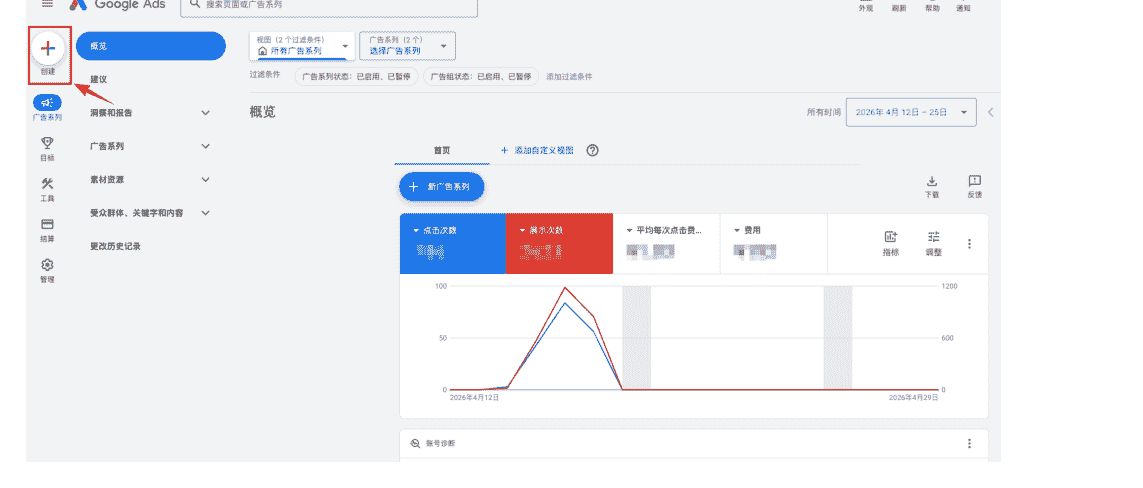 Google Ads
搜索页面或广告系列
外观
刷新
帮助
通知
创建
广告系列
目标
工具
结算
管理
概览
建议
洞察和报告
广告系列
素材资源
受众群体、关键字和内容
更改历史记录
视图（2 个过滤条件）
所有广告系列
广告系列（2 个）
选择广告系列
过滤条件
广告系列状态：已启用、已暂停
广告组状态：已启用、已暂停
添加过滤条件
概览
所有时间
2026年 4月 12日 – 25日
首页
+ 添加自定义视图
+ 新广告系列
下载
反馈
点击次数
展示次数
平均每次点击费...
费用
指标
调整
100
1200
50
600
0
0
2026年4月12日
2026年4月29日
账号诊断